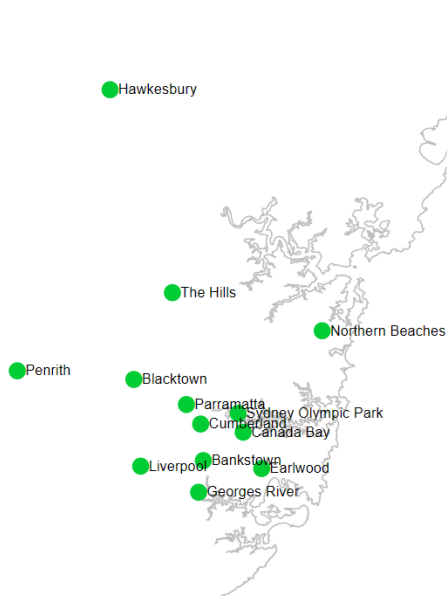 Hawkesbury
The Hills
Northern Beaches
Penrith
Blacktown
Parramatta
Sydney Olympic Park
Cumberland
Canada Bay
Bankstown
Liverpool
Earlwood
Georges River